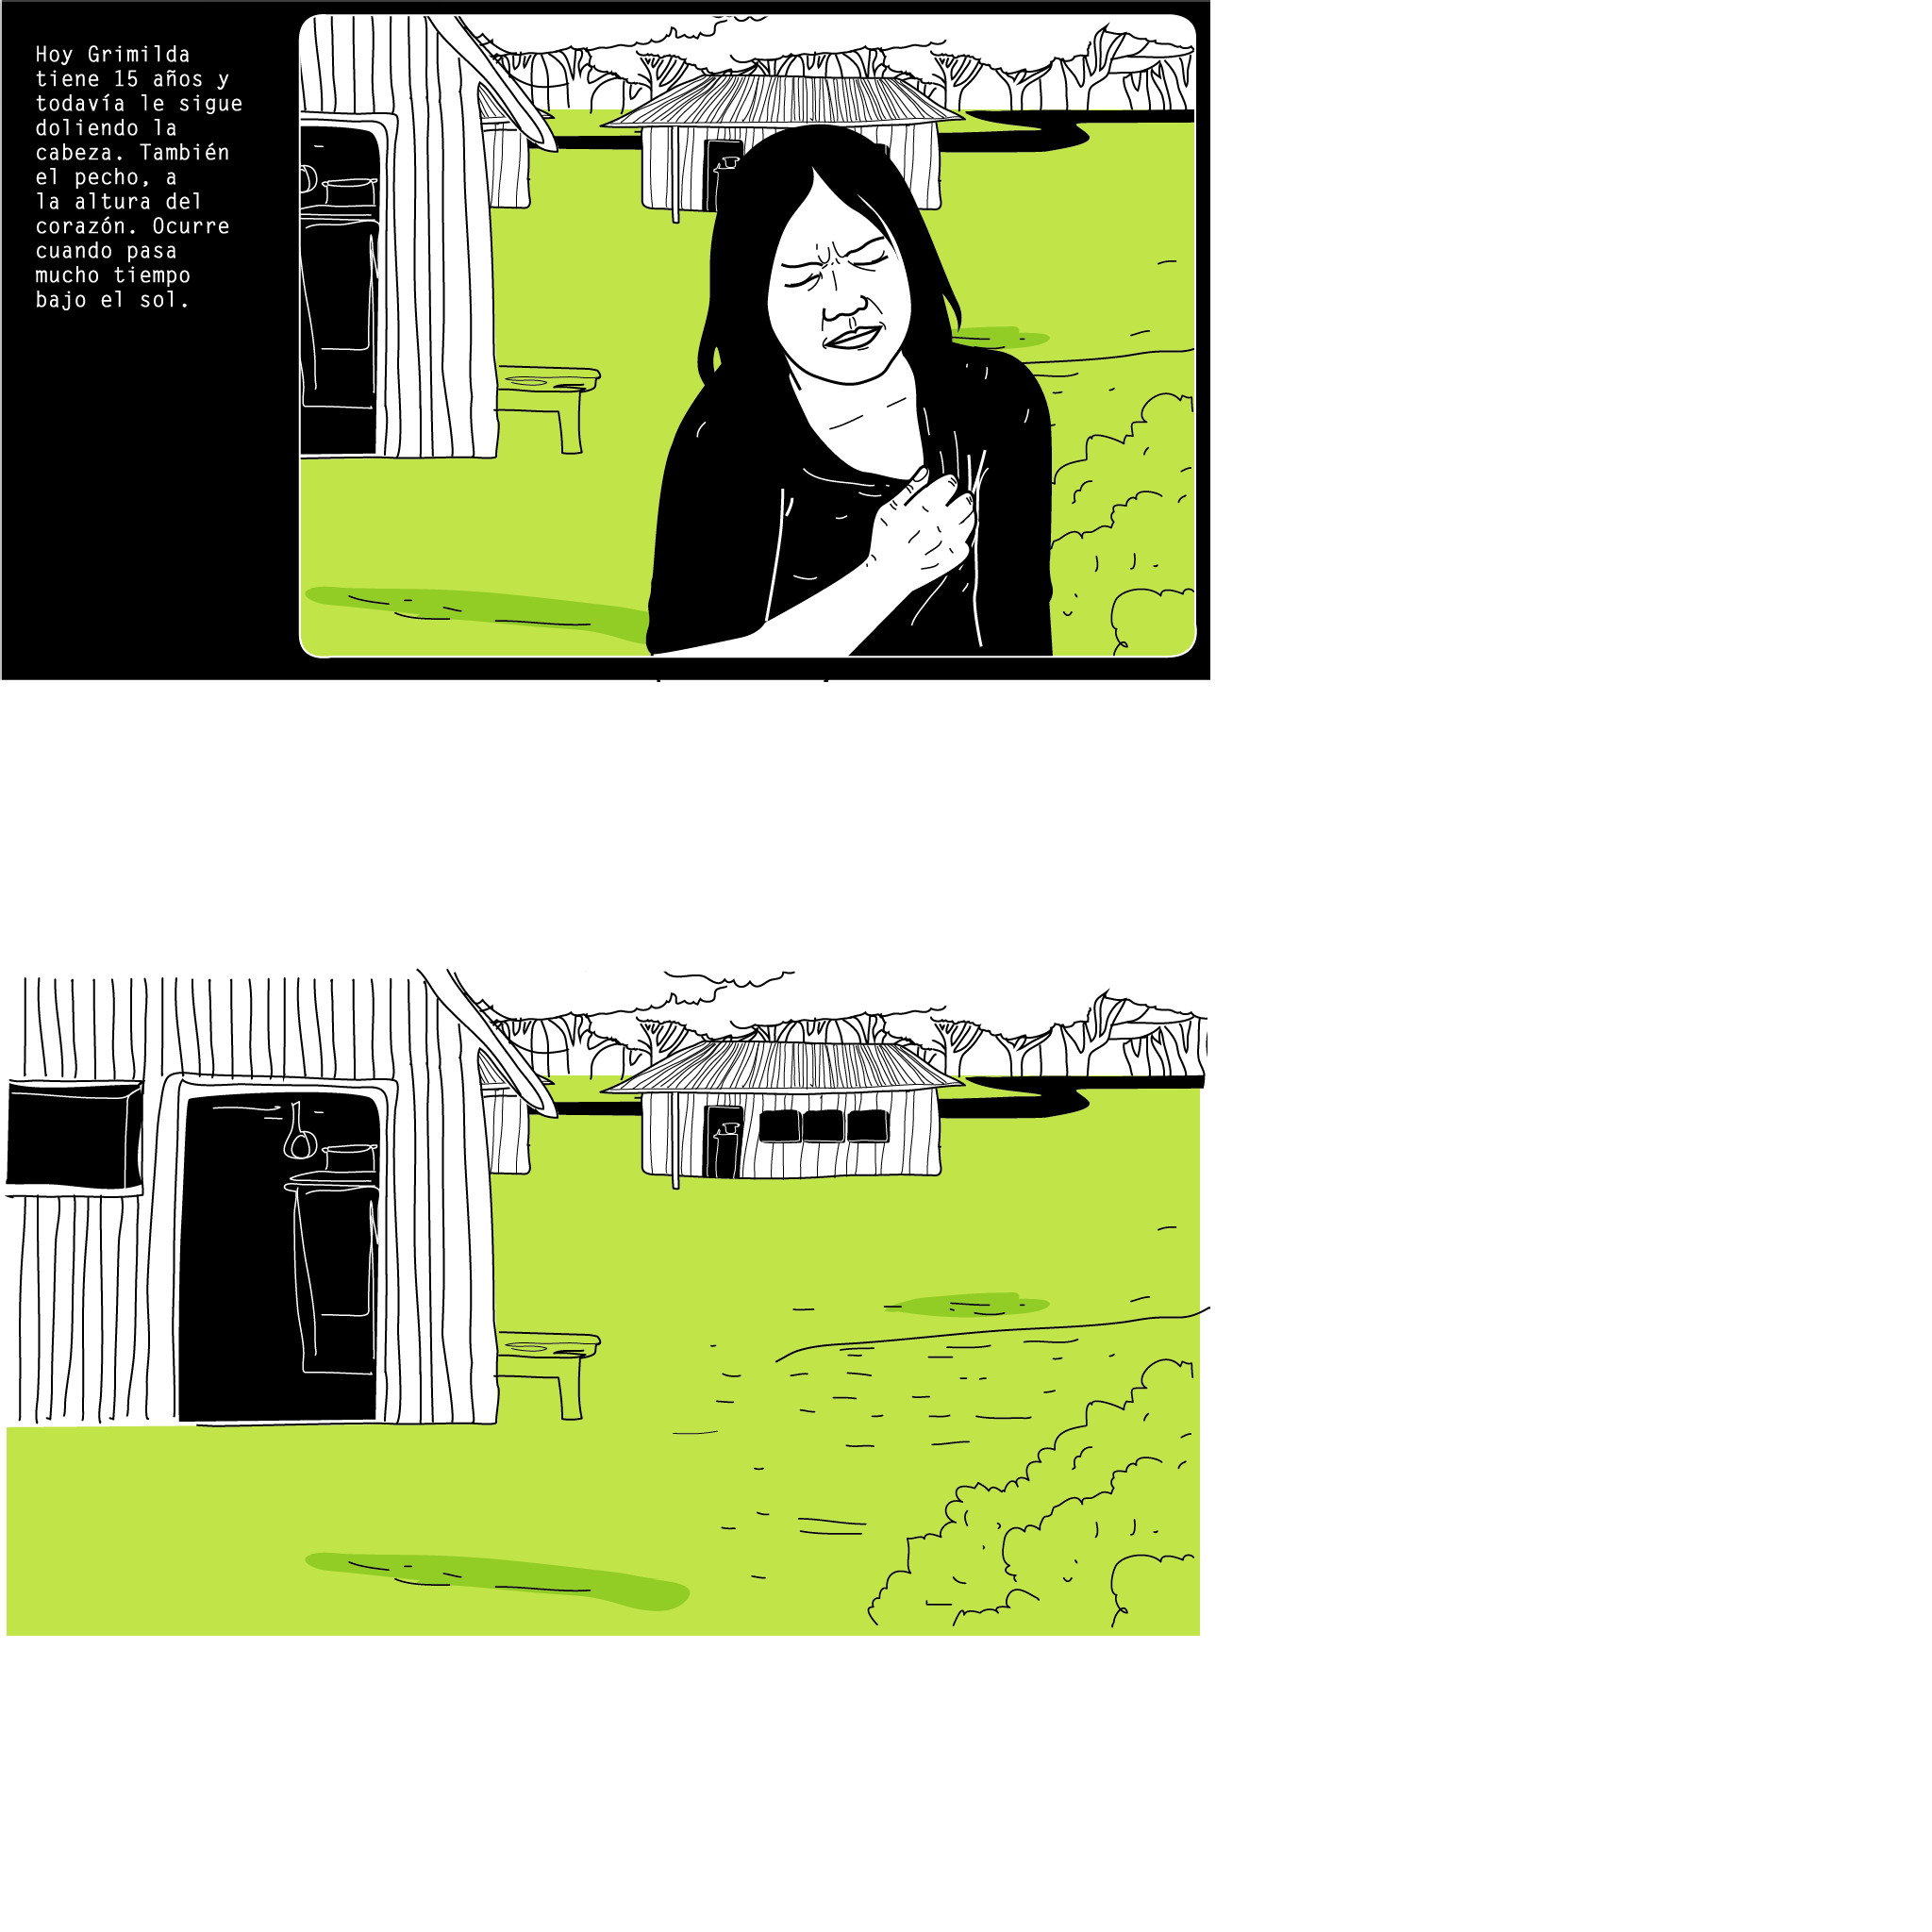 Hoy Grimilda
tiene 15 años y
todavía le sigue
doliendo la
cabeza. También
el pecho, a
la altura del
corazón. Ocurre
cuando pasa
mucho tiempo
bajo el sol.